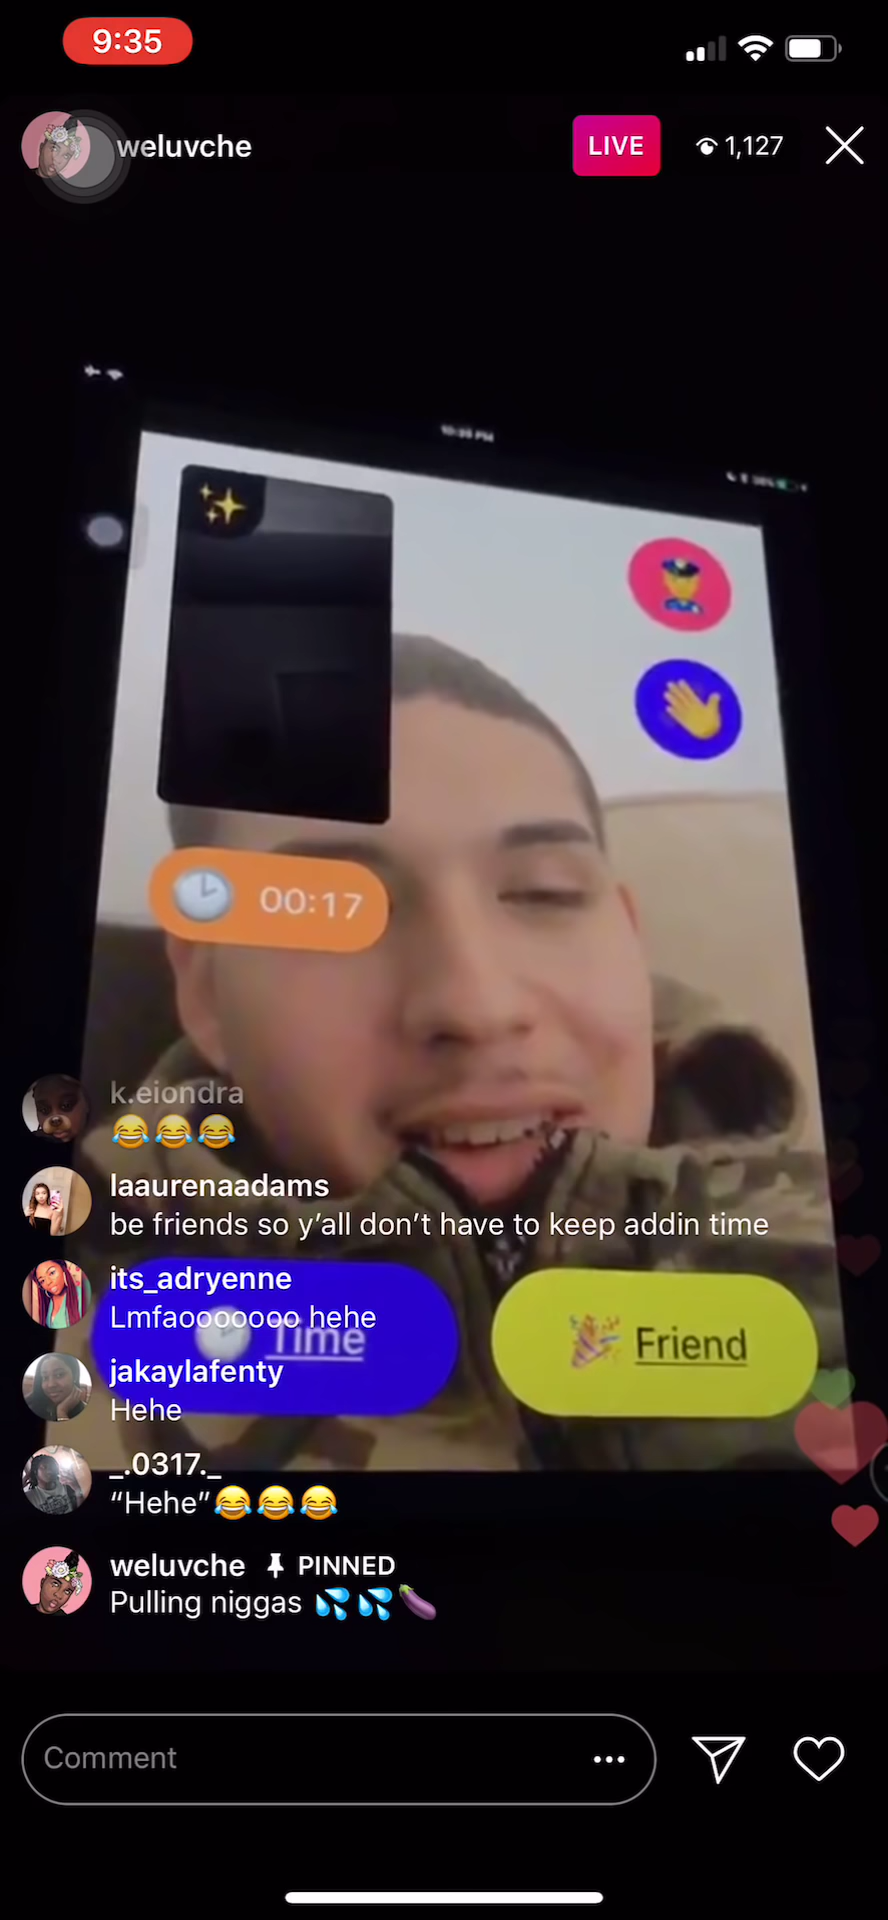 9:35
weluvche
LIVE
1,127
00:17
k.eiondra
😂😂😂
laaurenaadams
be friends so y’all don’t have to keep addin time
its_adryenne
Lmfaooooooo hehe
Time
Friend
jakaylafenty
Hehe
_.0317._
“Hehe”😂😂😂
weluvche PINNED
Pulling niggas 💦💦🍆
Comment